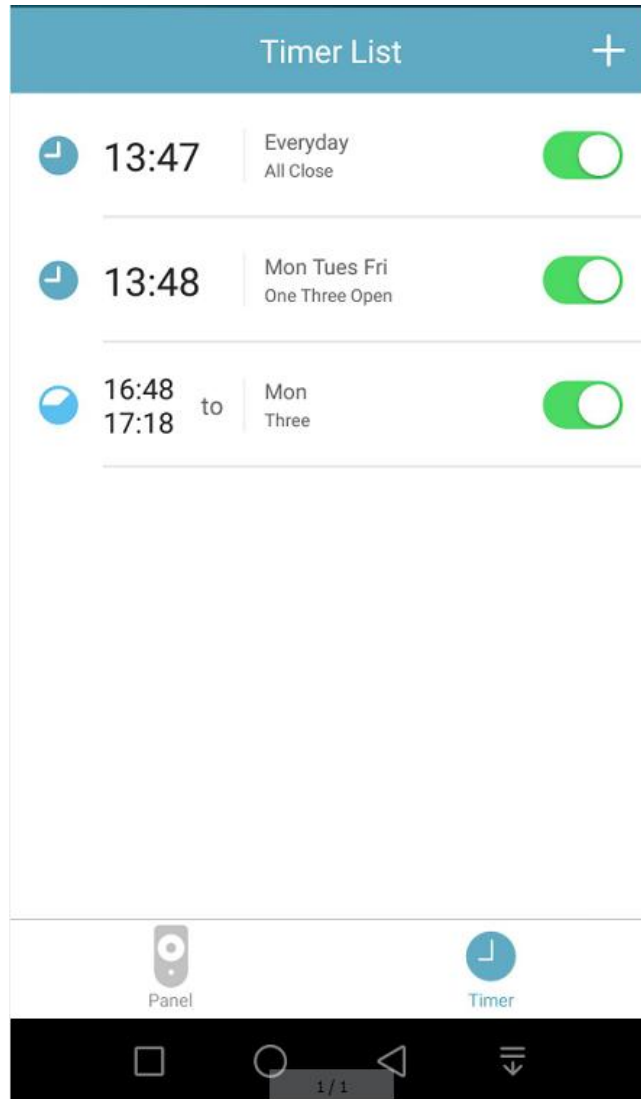 Timer List
13:47
Everyday
All Close
13:48
Mon Tues Fri
One Three Open
16:48
17:18
to
Mon
Three
Panel
Timer
1 / 1